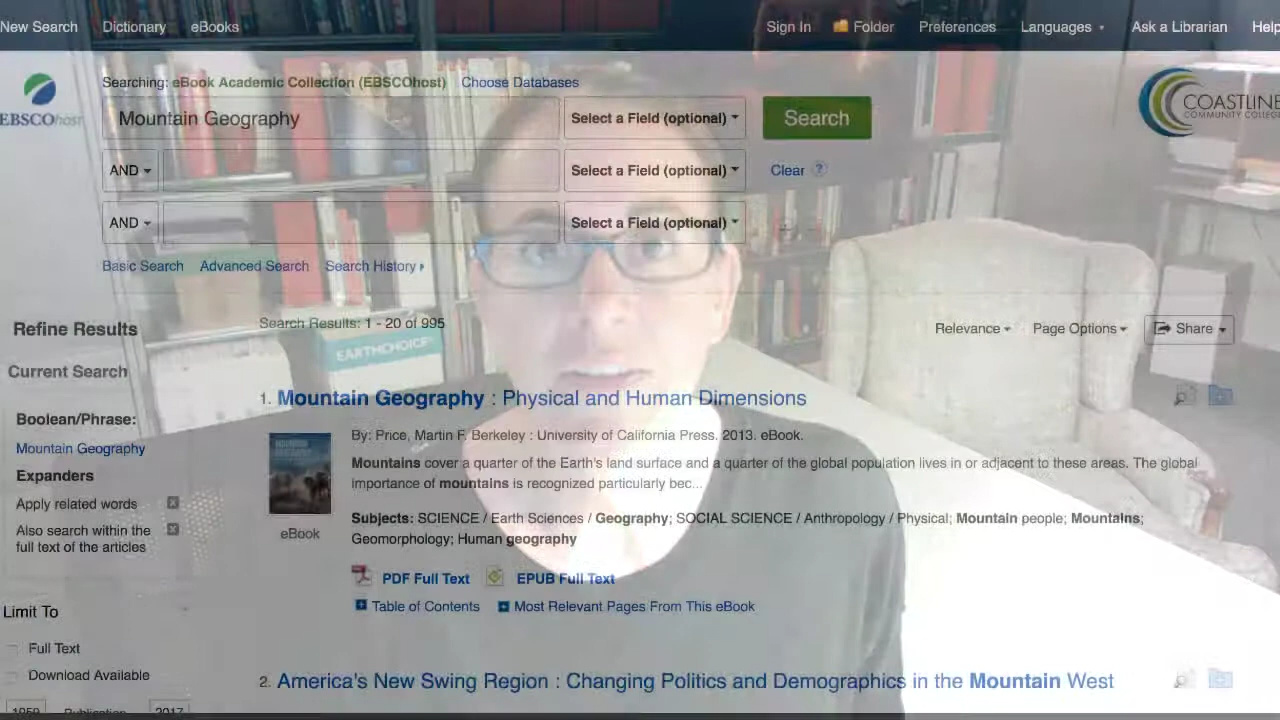 New Search Dictionary eBooks Sign In Folder Preferences Languages Ask a Librarian Help
Searching: eBook Academic Collection (EBSCOhost) Choose Databases
EBSCOhost
Mountain Geography Select a Field (optional) Search
COASTLINE
COMMUNITY COLLEGE
AND Select a Field (optional) Clear ?
AND Select a Field (optional)
Basic Search Advanced Search Search History
Refine Results
Search Results: 1 - 20 of 995
Relevance Page Options Share
EARTHCHOICE
Current Search
1. Mountain Geography : Physical and Human Dimensions
Boolean/Phrase:
Mountain Geography
Expanders
Apply related words
Also search within the
full text of the articles
MOUNTAIN
GEOGRAPHY
eBook
By: Price, Martin F. Berkeley : University of California Press. 2013. eBook.
Mountains cover a quarter of the Earth's land surface and a quarter of the global population lives in or adjacent to these areas. The global
importance of mountains is recognized particularly bec...
Subjects: SCIENCE / Earth Sciences / Geography; SOCIAL SCIENCE / Anthropology / Physical; Mountain people; Mountains;
Geomorphology; Human geography
PDF Full Text EPUB Full Text
Table of Contents Most Relevant Pages From This eBook
Limit To
Full Text
Download Available
1959 Publication 2017
2. America's New Swing Region : Changing Politics and Demographics in the Mountain West